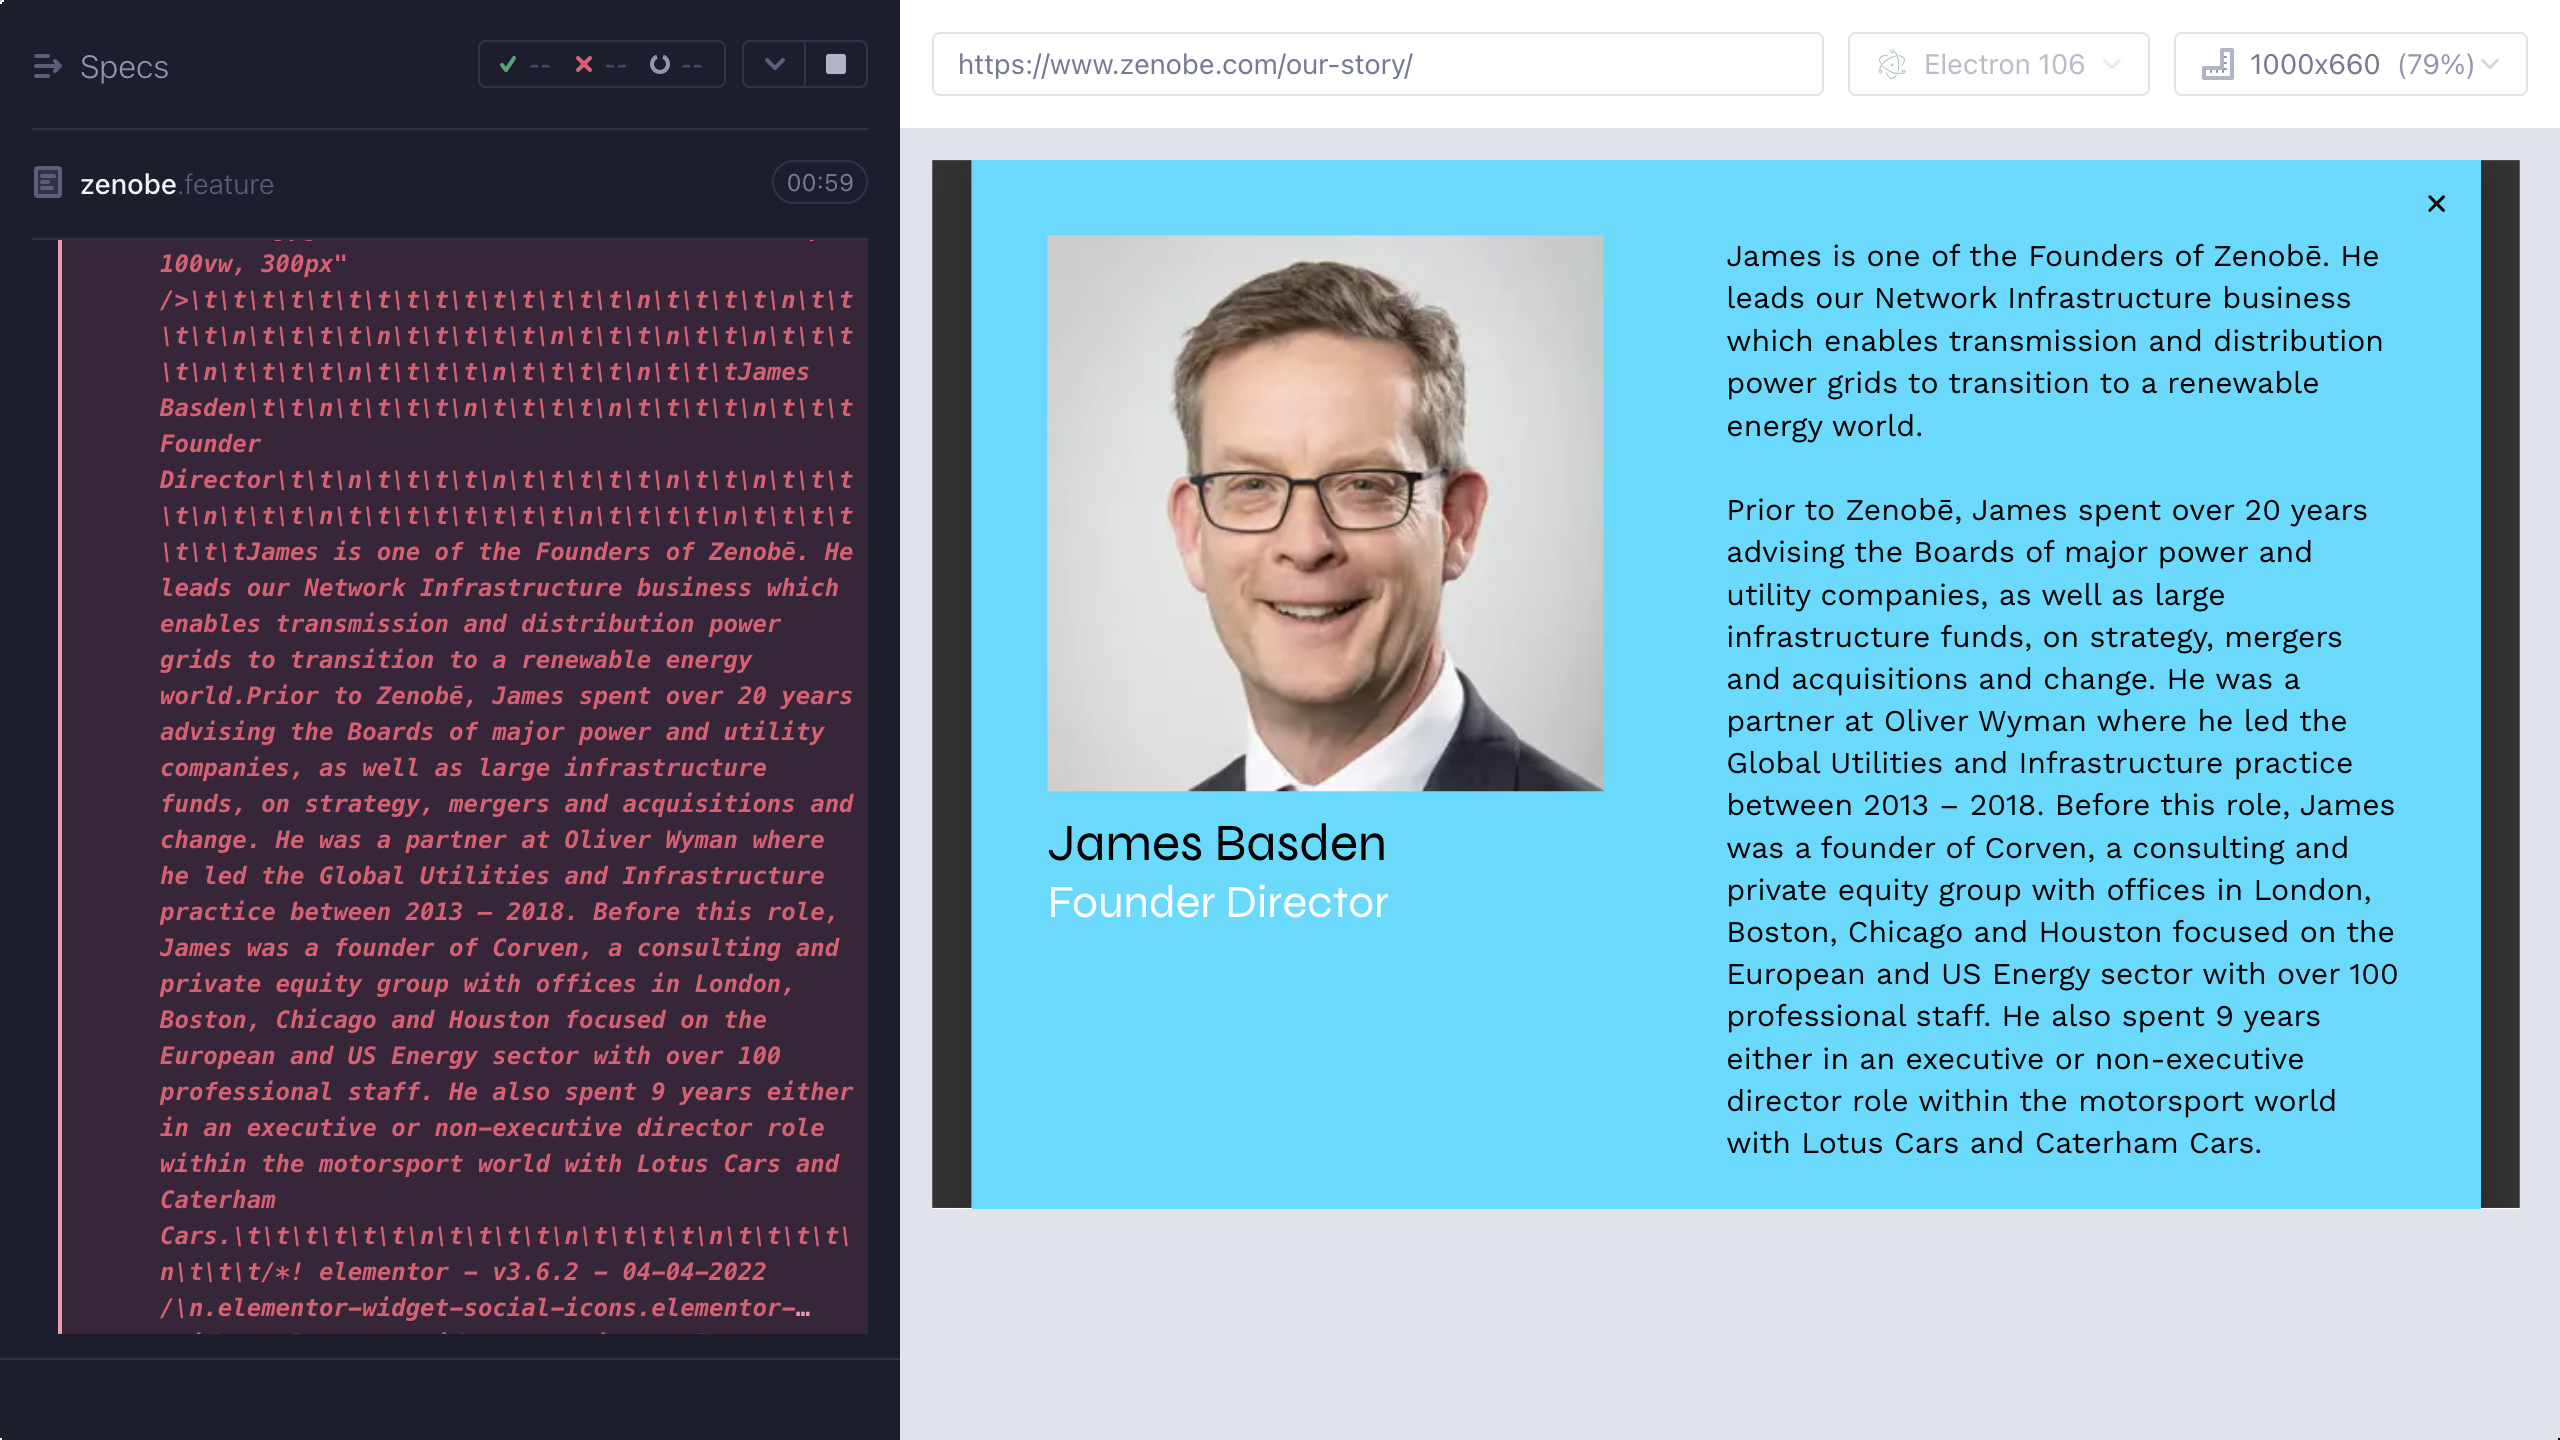 Specs
-- -- --
zenobe.feature
00:59
100vw, 300px"
/>\t\t\t\t\t\t\t\t\t\t\t\t\t\t\t\n\t\t\t\t\n\t\t
\t\t\n\t\t\t\t\n\t\t\t\t\t\n\t\t\t\n\t\t\n\t\t\t
\t\n\t\t\t\t\n\t\t\t\t\n\t\t\t\t\n\t\t\tJames
Basden\t\t\n\t\t\t\t\n\t\t\t\t\n\t\t\t\t\n\t\t\t
Founder
Director\t\t\n\t\t\t\t\n\t\t\t\t\t\n\t\t\n\t\t\t
\t\n\t\t\t\n\t\t\t\t\t\t\t\t\n\t\t\t\t\n\t\t\t\t
\t\t\tJames is one of the Founders of Zenobē. He
leads our Network Infrastructure business which
enables transmission and distribution power
grids to transition to a renewable energy
world.Prior to Zenobē, James spent over 20 years
advising the Boards of major power and utility
companies, as well as large infrastructure
funds, on strategy, mergers and acquisitions and
change. He was a partner at Oliver Wyman where
he led the Global Utilities and Infrastructure
practice between 2013 – 2018. Before this role,
James was a founder of Corven, a consulting and
private equity group with offices in London,
Boston, Chicago and Houston focused on the
European and US Energy sector with over 100
professional staff. He also spent 9 years either
in an executive or non-executive director role
within the motorsport world with Lotus Cars and
Caterham
Cars.\t\t\t\t\t\t\n\t\t\t\t\n\t\t\t\t\n\t\t\t\t\
n\t\t\t/*! elementor - v3.6.2 - 04-04-2022
/\n.elementor-widget-social-icons.elementor-…
https://www.zenobe.com/our-story/
Electron 106
1000x660 (79%)
James Basden
Founder Director
James is one of the Founders of Zenobē. He
leads our Network Infrastructure business
which enables transmission and distribution
power grids to transition to a renewable
energy world.
Prior to Zenobē, James spent over 20 years
advising the Boards of major power and
utility companies, as well as large
infrastructure funds, on strategy, mergers
and acquisitions and change. He was a
partner at Oliver Wyman where he led the
Global Utilities and Infrastructure practice
between 2013 – 2018. Before this role, James
was a founder of Corven, a consulting and
private equity group with offices in London,
Boston, Chicago and Houston focused on the
European and US Energy sector with over 100
professional staff. He also spent 9 years
either in an executive or non-executive
director role within the motorsport world
with Lotus Cars and Caterham Cars.